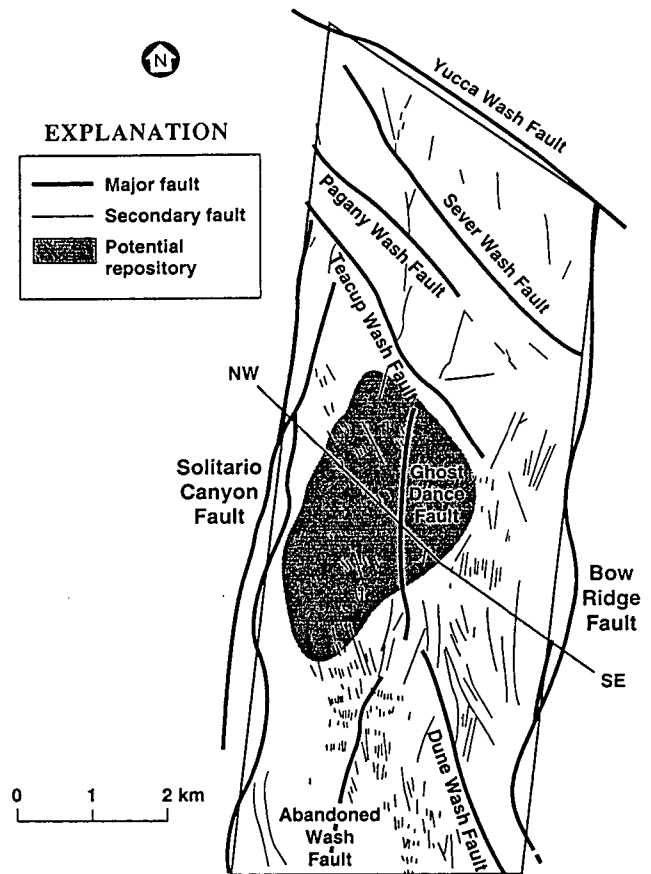 N
EXPLANATION
Major fault
Secondary fault
Potential
repository
Yucca Wash Fault
Sever Wash Fault
Pagany Wash Fault
Teacup Wash Fault
NW
Solitario
Canyon
Fault
Ghost
Dance
Fault
Bow
Ridge
Fault
SE
Dune Wash Fault
Abandoned
Wash
Fault
0 1 2 km